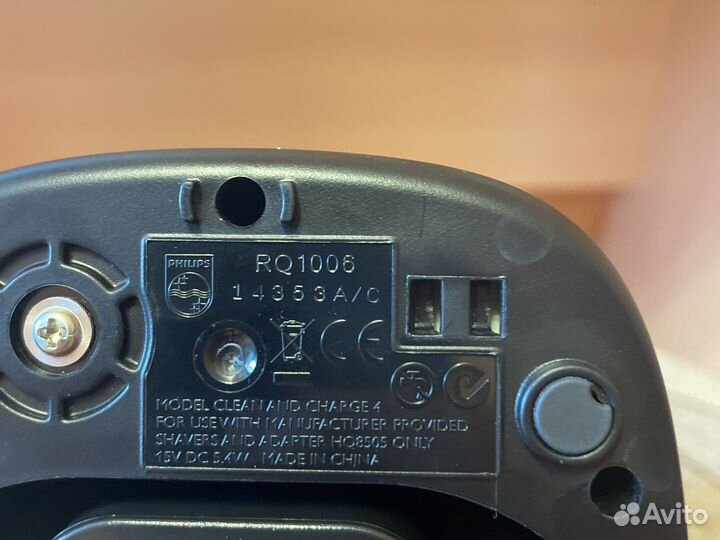 PHILIPS
RQ1006
14353A/C
CE
MODEL CLEAN AND CHARGE 4
FOR USE WITH MANUFACTURER PROVIDED
SHAVERS AND ADAPTER HQ8505 ONLY
15V DC 5.4W MADE IN CHINA
Avito